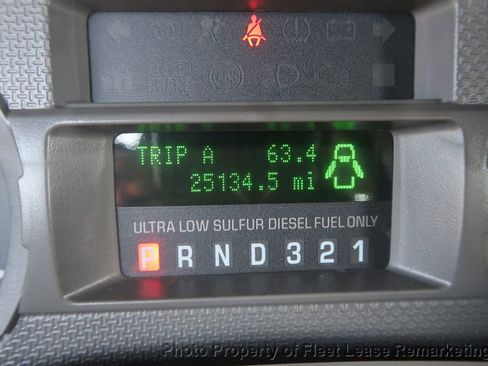 TRIP A 63.4
25134.5 mi
ULTRA LOW SULFUR DIESEL FUEL ONLY
P R N D 3 2 1
Photo Property of Fleet Lease Remarketing